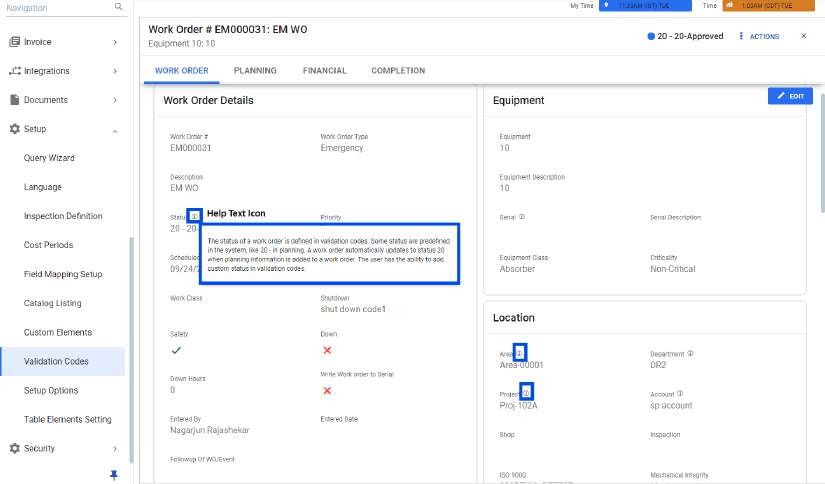 Navigation
My Time
Time
Work Order # EM000031: EM WO
Equipment 10: 10
20 - 20-Approved
ACTIONS
Invoice
Integrations
Documents
Setup
Query Wizard
Language
Inspection Definition
Cost Periods
Field Mapping Setup
Catalog Listing
Custom Elements
Validation Codes
Setup Options
Table Elements Setting
Security
WORK ORDER
PLANNING
FINANCIAL
COMPLETION
EDIT
Work Order Details
Work Order #
EM000031
Work Order Type
Emergency
Description
EM WO
Status
Help Text Icon
Priority
20 - 20-
The status of a work order is defined in validation codes. Some status are predefined
in the system, like 20 - in planning. A work order automatically updates to status 20
when planning information is added to a work order. The user has the ability to add
custom status in validation codes.
Scheduled
09/24/2
Work Class
Shutdown
shut down code1
Safety
Down
Down Hours
0
Write Work order to Serial
Entered By
Nagarjun Rajashekar
Entered Date
Followup Of WO/Event
Equipment
Equipment
10
Equipment Description
10
Serial
Serial Description
Equipment Class
Absorber
Criticality
Non-Critical
Location
Area
Area-00001
Department
DR2
Project
Proj-102A
Account
sp account
Shop
Inspection
ISO 9000
Mechanical Integrity